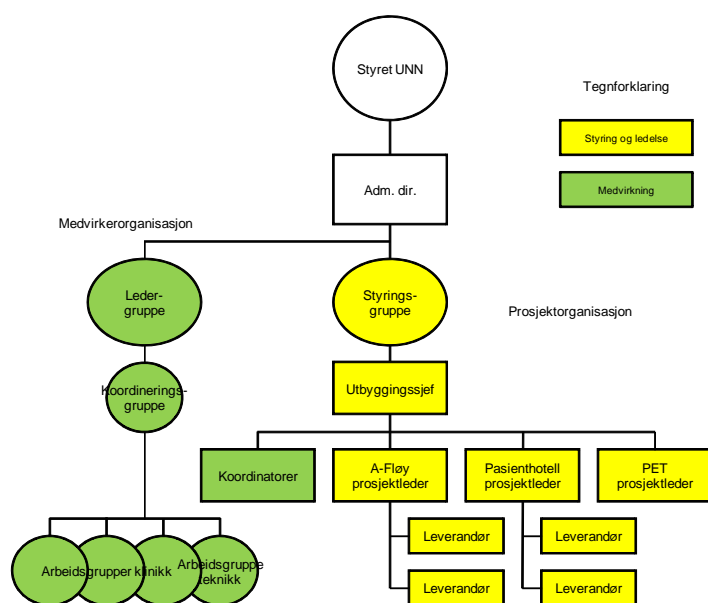 Styret UNN
Tegnforklaring
Styring og ledelse
Adm. dir.
Medvirkning
Medvirkerorganisasjon
Leder-
gruppe
Styrings-
gruppe
Prosjektorganisasjon
Koordinerings-
gruppe
Utbyggingssjef
Koordinatorer
A-Fløy
prosjektleder
Pasienthotell
prosjektleder
PET
prosjektleder
Leverandør
Leverandør
Arbeidsgrupper klinikk
Arbeidsgruppe
teknikk
Leverandør
Leverandør